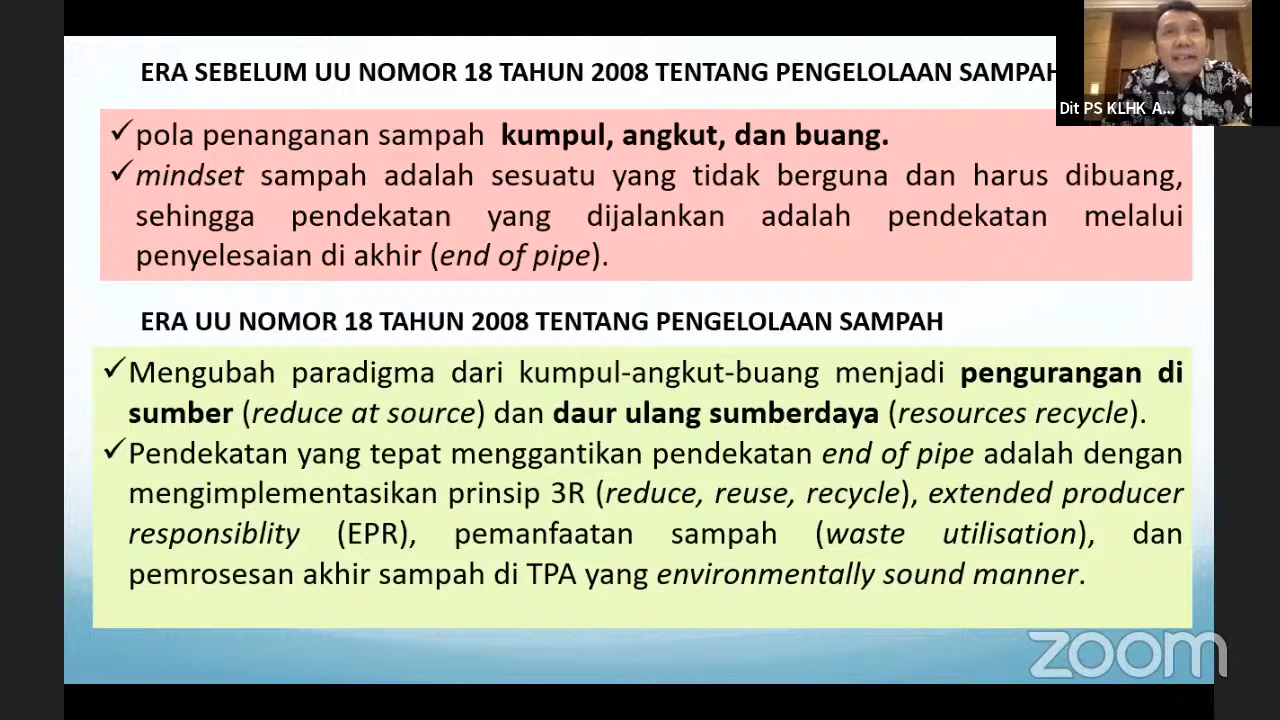 ERA SEBELUM UU NOMOR 18 TAHUN 2008 TENTANG PENGELOLAAN SAMPAH
Dit PS KLHK A...
✓pola penanganan sampah kumpul, angkut, dan buang.
✓mindset sampah adalah sesuatu yang tidak berguna dan harus dibuang,
sehingga pendekatan yang dijalankan adalah pendekatan melalui
penyelesaian di akhir (end of pipe).
ERA UU NOMOR 18 TAHUN 2008 TENTANG PENGELOLAAN SAMPAH
✓Mengubah paradigma dari kumpul-angkut-buang menjadi pengurangan di
sumber (reduce at source) dan daur ulang sumberdaya (resources recycle).
✓Pendekatan yang tepat menggantikan pendekatan end of pipe adalah dengan
mengimplementasikan prinsip 3R (reduce, reuse, recycle), extended producer
responsiblity (EPR), pemanfaatan sampah (waste utilisation), dan
pemrosesan akhir sampah di TPA yang environmentally sound manner.
zoom